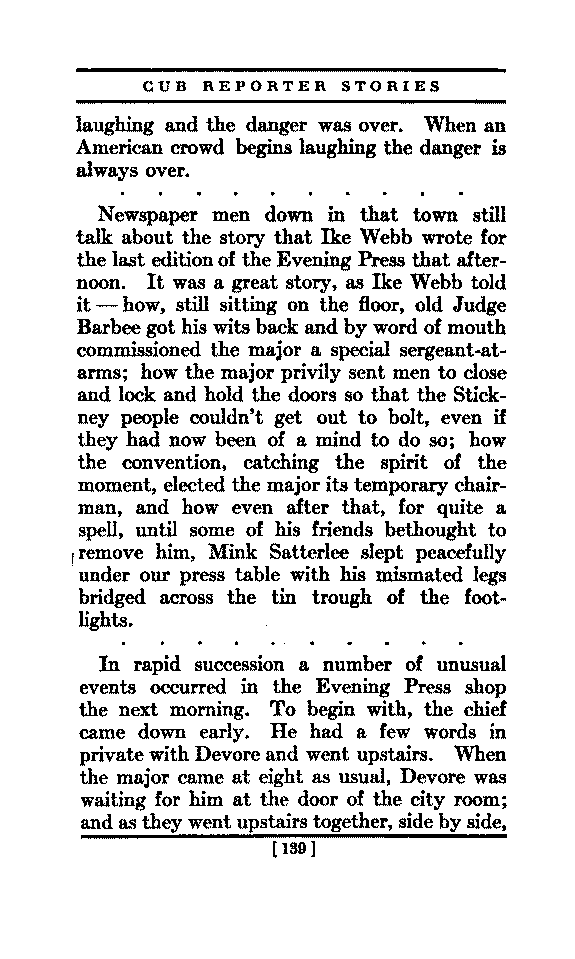 CUB REPORTER STORIES
laughing and the danger was over. When an
American crowd begins laughing the danger is
always over.
. . . . . . . . . .
Newspaper men down in that town still
talk about the story that Ike Webb wrote for
the last edition of the Evening Press that after-
noon. It was a great story, as Ike Webb told
it — how, still sitting on the floor, old Judge
Barbee got his wits back and by word of mouth
commissioned the major a special sergeant-at-
arms; how the major privily sent men to close
and lock and hold the doors so that the Stick-
ney people couldn't get out to bolt, even if
they had now been of a mind to do so; how
the convention, catching the spirit of the
moment, elected the major its temporary chair-
man, and how even after that, for quite a
spell, until some of his friends bethought to
remove him, Mink Satterlee slept peacefully
under our press table with his mismated legs
bridged across the tin trough of the foot-
lights.
. . . . . . . . . .
In rapid succession a number of unusual
events occurred in the Evening Press shop
the next morning. To begin with, the chief
came down early. He had a few words in
private with Devore and went upstairs. When
the major came at eight as usual, Devore was
waiting for him at the door of the city room;
and as they went upstairs together, side by side,
[ 139 ]